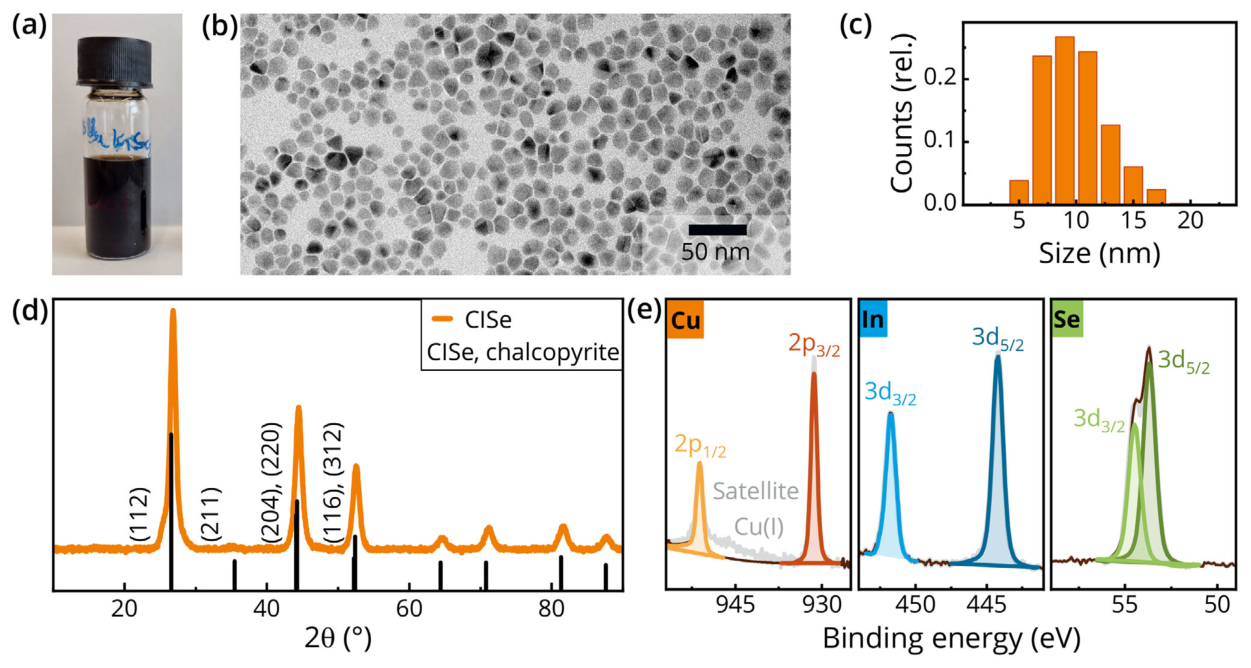 (a)
(b)
50 nm
(c)
Counts (rel.)
0.2
0.1
0.0
5 10 15 20
Size (nm)
(d)
CISe
CISe, chalcopyrite
(112)
(211)
(204), (220)
(116), (312)
20 40 60 80
2θ (°)
(e)
Cu
2p3/2
2p1/2
Satellite
Cu(I)
945 930
In
3d5/2
3d3/2
450 445
Se
3d5/2
3d3/2
55 50
Binding energy (eV)